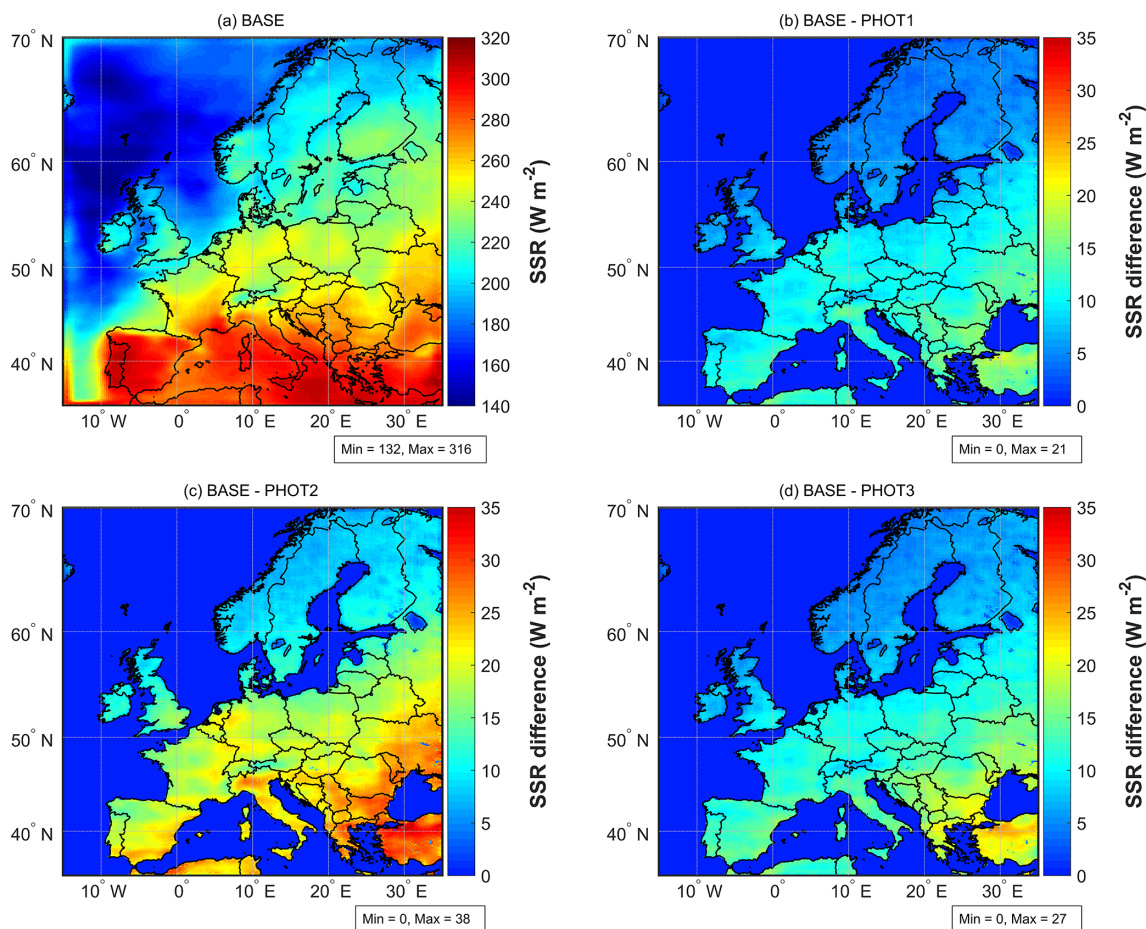 (a) BASE
70° N
60° N
50° N
40° N
10° W
0
10° E
20° E
30° E
320
300
280
260
240
220
200
180
160
140
SSR (W m-2)
Min = 132, Max = 316
(b) BASE - PHOT1
70° N
60° N
50° N
40° N
10° W
0
10° E
20° E
30° E
35
30
25
20
15
10
5
0
SSR difference (W m-2)
Min = 0, Max = 21
(c) BASE - PHOT2
70° N
60° N
50° N
40° N
10° W
0
10° E
20° E
30° E
35
30
25
20
15
10
5
0
SSR difference (W m-2)
Min = 0, Max = 38
(d) BASE - PHOT3
70° N
60° N
50° N
40° N
10° W
0
10° E
20° E
30° E
35
30
25
20
15
10
5
0
SSR difference (W m-2)
Min = 0, Max = 27